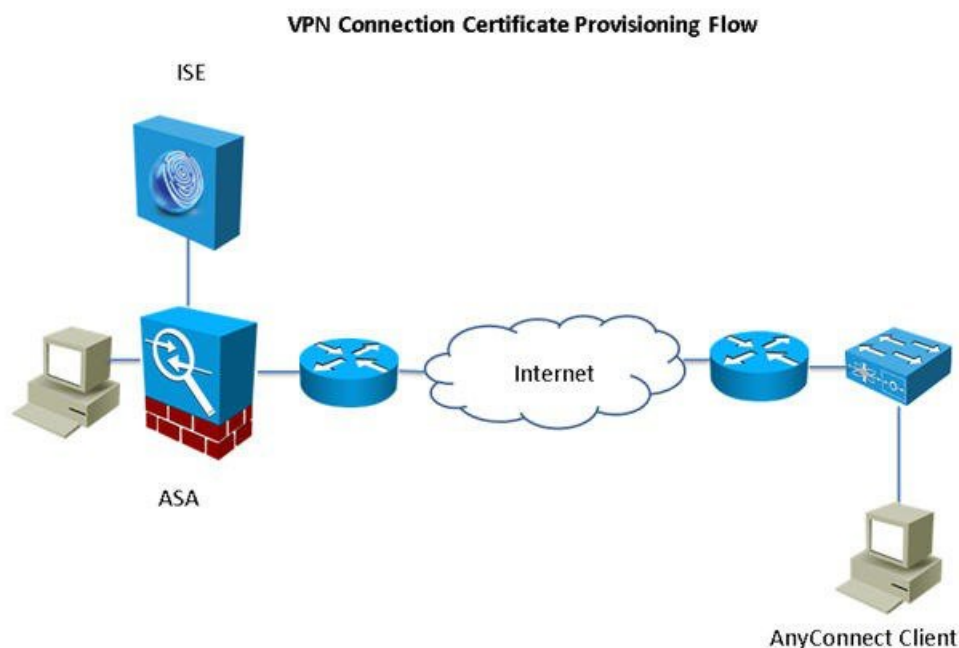 VPN Connection Certificate Provisioning Flow
ISE
Internet
ASA
AnyConnect Client